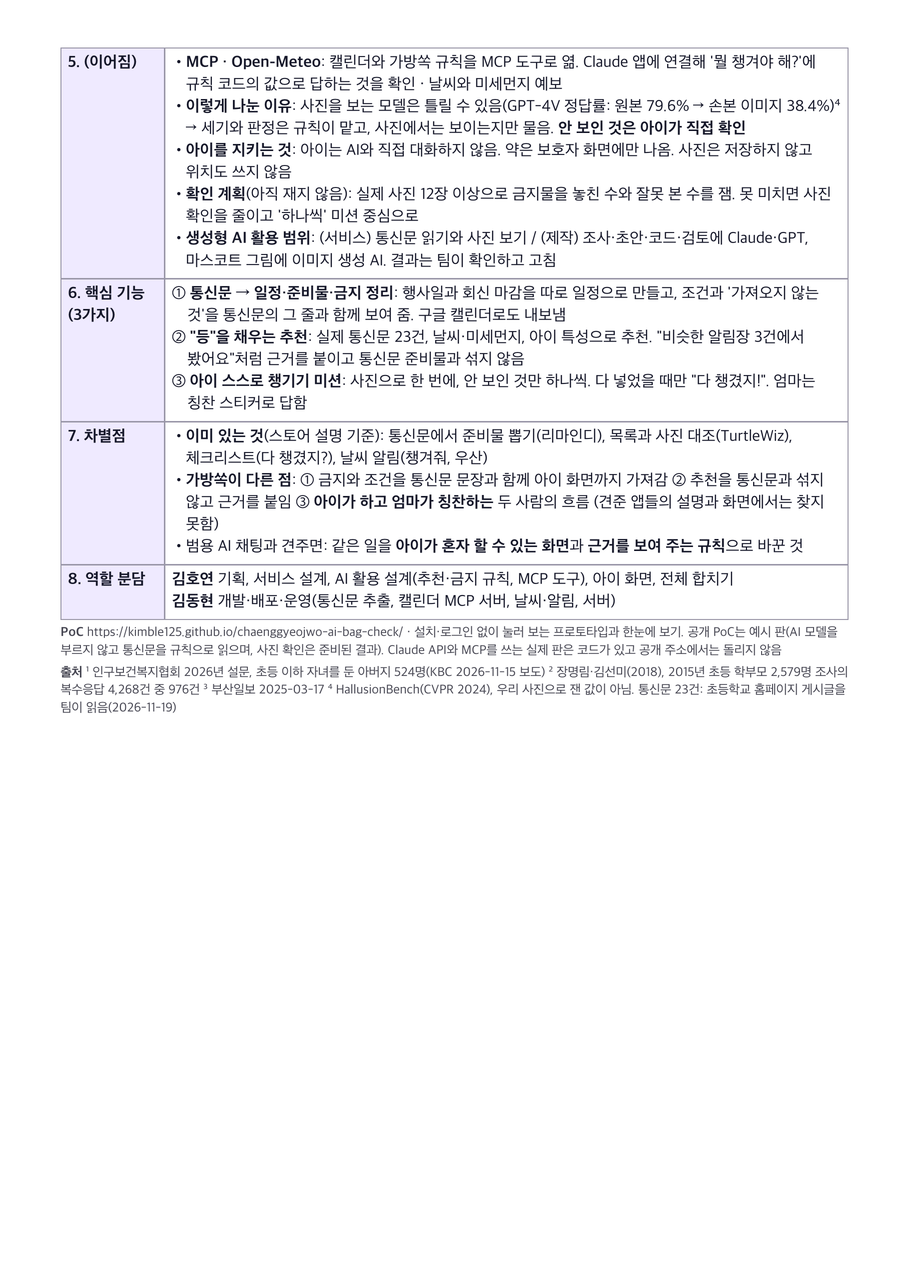 5. (이어짐)
• MCP · Open-Meteo: 캘린더와 가방쏙 규칙을 MCP 도구로 엶. Claude 앱에 연결해 '뭘 챙겨야 해?'에
규칙 코드의 값으로 답하는 것을 확인 · 날씨와 미세먼지 예보
• 이렇게 나눈 이유: 사진을 보는 모델은 틀릴 수 있음(GPT-4V 정답률: 원본 79.6% → 손본 이미지 38.4%)⁴
→ 세기와 판정은 규칙이 맡고, 사진에서는 보이는지만 물음. 안 보인 것은 아이가 직접 확인
• 아이를 지키는 것: 아이는 AI와 직접 대화하지 않음. 약은 보호자 화면에만 나옴. 사진은 저장하지 않고
위치도 쓰지 않음
• 확인 계획(아직 재지 않음): 실제 사진 12장 이상으로 금지물을 놓친 수와 잘못 본 수를 잼. 못 미치면 사진
확인을 줄이고 '하나씩' 미션 중심으로
• 생성형 AI 활용 범위: (서비스) 통신문 읽기와 사진 보기 / (제작) 조사·초안·코드·검토에 Claude·GPT,
마스코트 그림에 이미지 생성 AI. 결과는 팀이 확인하고 고침
6. 핵심 기능
(3가지)
① 통신문 → 일정·준비물·금지 정리: 행사일과 회신 마감을 따로 일정으로 만들고, 조건과 '가져오지 않는
것'을 통신문의 그 줄과 함께 보여 줌. 구글 캘린더로도 내보냄
② "등"을 채우는 추천: 실제 통신문 23건, 날씨·미세먼지, 아이 특성으로 추천. "비슷한 알림장 3건에서
봤어요"처럼 근거를 붙이고 통신문 준비물과 섞지 않음
③ 아이 스스로 챙기기 미션: 사진으로 한 번에, 안 보인 것만 하나씩. 다 넣었을 때만 "다 챙겼지!". 엄마는
칭찬 스티커로 답함
7. 차별점
• 이미 있는 것(스토어 설명 기준): 통신문에서 준비물 뽑기(리마인디), 목록과 사진 대조(TurtleWiz),
체크리스트(다 챙겼지?), 날씨 알림(챙겨줘, 우산)
• 가방쏙이 다른 점: ① 금지와 조건을 통신문 문장과 함께 아이 화면까지 가져감 ② 추천을 통신문과 섞지
않고 근거를 붙임 ③ 아이가 하고 엄마가 칭찬하는 두 사람의 흐름 (견준 앱들의 설명과 화면에서는 찾지
못함)
• 범용 AI 채팅과 견주면: 같은 일을 아이가 혼자 할 수 있는 화면과 근거를 보여 주는 규칙으로 바꾼 것
8. 역할 분담
김호연 기획, 서비스 설계, AI 활용 설계(추천·금지 규칙, MCP 도구), 아이 화면, 전체 합치기
김동현 개발·배포·운영(통신문 추출, 캘린더 MCP 서버, 날씨·알림, 서버)
PoC https://kimble125.github.io/chaenggyeojwo-ai-bag-check/ · 설치·로그인 없이 눌러 보는 프로토타입과 한눈에 보기. 공개 PoC는 예시 판(AI 모델을
부르지 않고 통신문을 규칙으로 읽으며, 사진 확인은 준비된 결과). Claude API와 MCP를 쓰는 실제 판은 코드가 있고 공개 주소에서는 돌리지 않음
출처 ¹ 인구보건복지협회 2026년 설문, 초등 이하 자녀를 둔 아버지 524명(KBC 2026-11-15 보도) ² 장명림·김선미(2018), 2015년 초등 학부모 2,579명 조사의
복수응답 4,268건 중 976건 ³ 부산일보 2025-03-17 ⁴ HallusionBench(CVPR 2024), 우리 사진으로 잰 값이 아님. 통신문 23건: 초등학교 홈페이지 게시글을
팀이 읽음(2026-11-19)